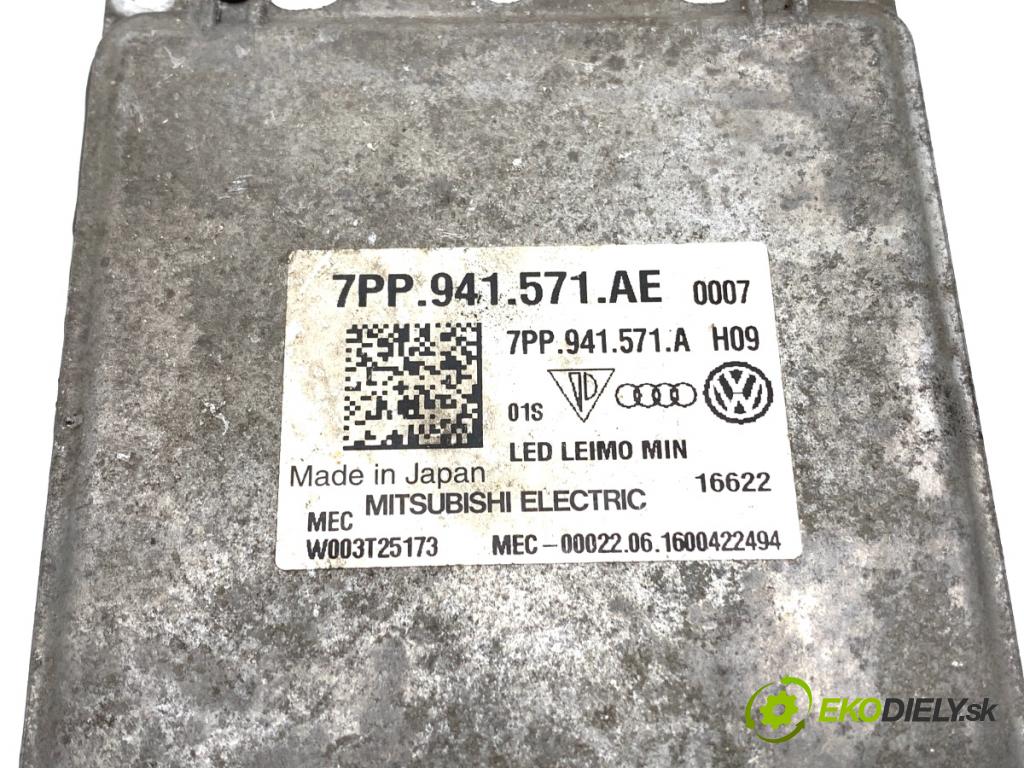 7PP.941.571.AE 0007
7PP.941.571.A H09
01S
LED LEIMO MIN
Made in Japan 16622
MITSUBISHI ELECTRIC
MEC
W003T25173 MEC-00022.06.1600422494
EKODIELY.sk